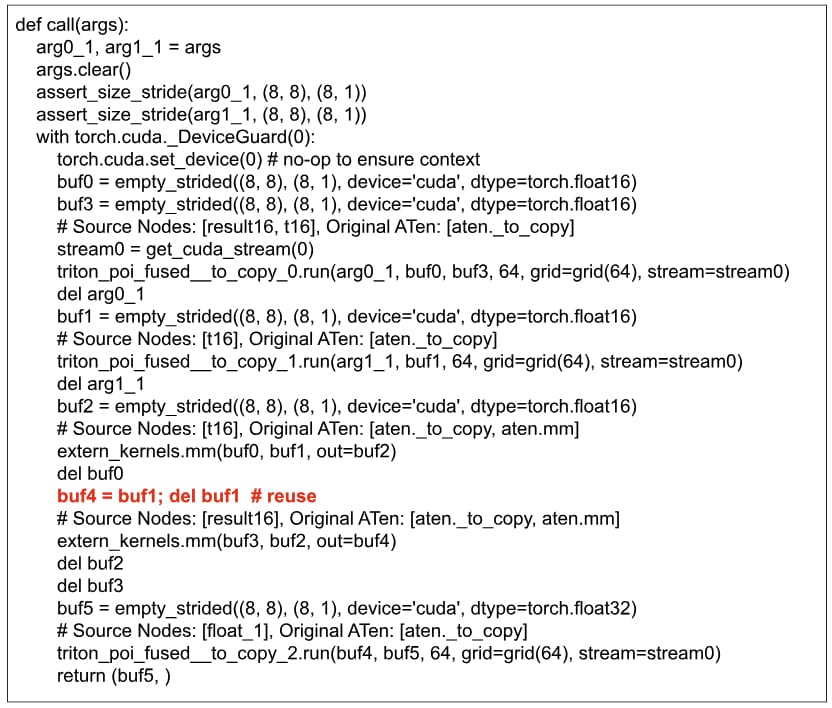 def call(args):
    arg0_1, arg1_1 = args
    args.clear()
    assert_size_stride(arg0_1, (8, 8), (8, 1))
    assert_size_stride(arg1_1, (8, 8), (8, 1))
    with torch.cuda._DeviceGuard(0):
        torch.cuda.set_device(0) # no-op to ensure context
        buf0 = empty_strided((8, 8), (8, 1), device='cuda', dtype=torch.float16)
        buf3 = empty_strided((8, 8), (8, 1), device='cuda', dtype=torch.float16)
        # Source Nodes: [result16, t16], Original ATen: [aten._to_copy]
        stream0 = get_cuda_stream(0)
        triton_poi_fused__to_copy_0.run(arg0_1, buf0, buf3, 64, grid=grid(64), stream=stream0)
        del arg0_1
        buf1 = empty_strided((8, 8), (8, 1), device='cuda', dtype=torch.float16)
        # Source Nodes: [t16], Original ATen: [aten._to_copy]
        triton_poi_fused__to_copy_1.run(arg1_1, buf1, 64, grid=grid(64), stream=stream0)
        del arg1_1
        buf2 = empty_strided((8, 8), (8, 1), device='cuda', dtype=torch.float16)
        # Source Nodes: [t16], Original ATen: [aten._to_copy, aten.mm]
        extern_kernels.mm(buf0, buf1, out=buf2)
        del buf0
        buf4 = buf1; del buf1  # reuse
        # Source Nodes: [result16], Original ATen: [aten._to_copy, aten.mm]
        extern_kernels.mm(buf3, buf2, out=buf4)
        del buf2
        del buf3
        buf5 = empty_strided((8, 8), (8, 1), device='cuda', dtype=torch.float32)
        # Source Nodes: [float_1], Original ATen: [aten._to_copy]
        triton_poi_fused__to_copy_2.run(buf4, buf5, 64, grid=grid(64), stream=stream0)
        return (buf5, )